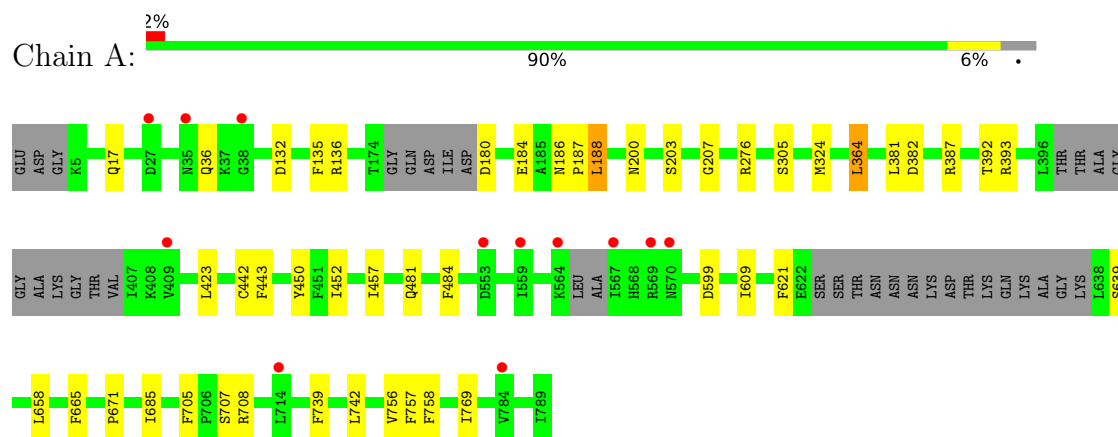 2%
Chain A:
90% 6% •
GLU ASP GLY K5 Q17 D27 N35 Q36 K37 G38 D132 F135 R136 T174 GLY GLN ASP ILE ASP D180 E184 A185 N186 P187 L188 N200 S203 G207 R276 S305 M324 L364 L381 D382 R387 T392 R393 L396 THR THR ALA GLY
GLY ALA LYS GLY THR VAL I407 K408 V409 L423 C442 F443 Y450 F451 I452 I457 Q481 F484 D553 I559 K564 LEU ALA I567 H568 R569 N570 D599 I609 F621 E622 SER SER THR ASN ASN ASN LYS ASP THR LYS GLN LYS ALA GLY LYS L638 S639
L658 F665 P671 I685 F705 P706 S707 R708 L714 F739 L742 V756 F757 F758 I769 V784 I789